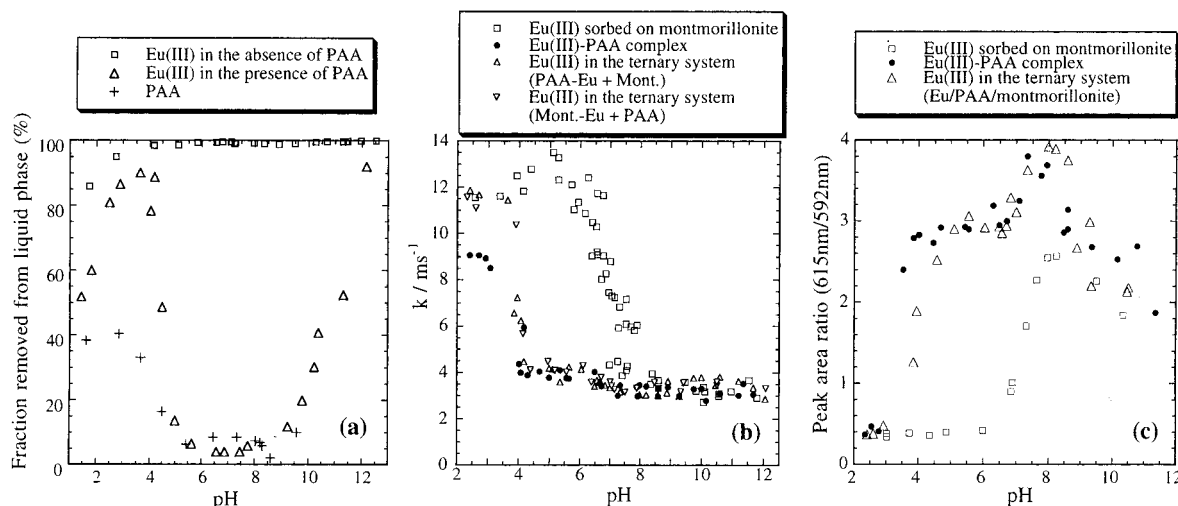 Eu(III) in the absence of PAA
Eu(III) in the presence of PAA
PAA
Fraction removed from liquid phase (%)
100
80
60
40
20
0
2 4 6 8 10 12
pH
(a)
Eu(III) sorbed on montmorillonite
Eu(III)-PAA complex
Eu(III) in the ternary system
(PAA-Eu + Mont.)
Eu(III) in the ternary system
(Mont.-Eu + PAA)
k / ms⁻¹
14
12
10
8
6
4
2
0
2 4 6 8 10 12
pH
(b)
Eu(III) sorbed on montmorillonite
Eu(III)-PAA complex
Eu(III) in the ternary system
(Eu/PAA/montmorillonite)
Peak area ratio (615nm/592nm)
4
3
2
1
0
2 4 6 8 10 12
pH
(c)